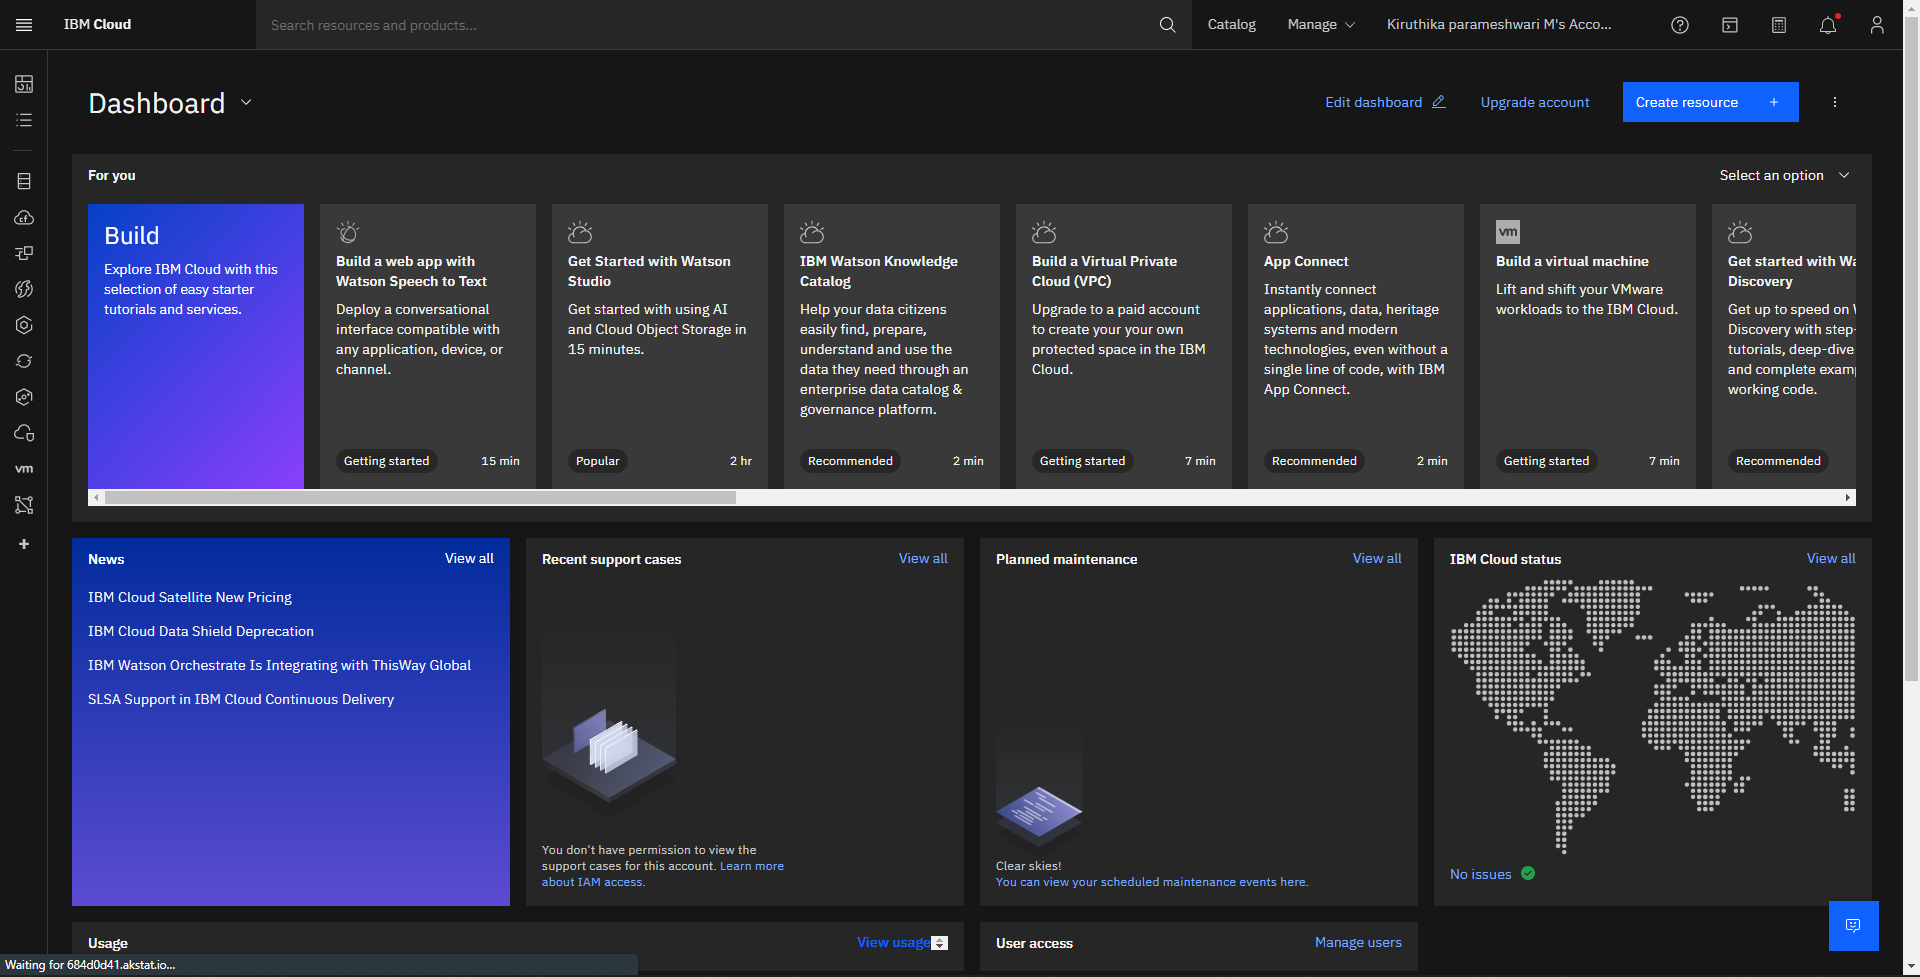 IBM Cloud
Search resources and products...
Catalog
Manage
Kiruthika parameshwari M's Acco...
Dashboard
Edit dashboard
Upgrade account
Create resource +
For you
Select an option
Build
Explore IBM Cloud with this
selection of easy starter
tutorials and services.
Build a web app with
Watson Speech to Text
Deploy a conversational
interface compatible with
any application, device, or
channel.
Getting started
15 min
Get Started with Watson
Studio
Get started with using AI
and Cloud Object Storage in
15 minutes.
Popular
2 hr
IBM Watson Knowledge
Catalog
Help your data citizens
easily find, prepare,
understand and use the
data they need through an
enterprise data catalog &
governance platform.
Recommended
2 min
Build a Virtual Private
Cloud (VPC)
Upgrade to a paid account
to create your your own
protected space in the IBM
Cloud.
Getting started
7 min
App Connect
Instantly connect
applications, data, heritage
systems and modern
technologies, even without a
single line of code, with IBM
App Connect.
Recommended
2 min
vm
Build a virtual machine
Lift and shift your VMware
workloads to the IBM Cloud.
Getting started
7 min
Get started with Wa
Discovery
Get up to speed on
Discovery with step-
tutorials, deep-dive
and complete exam
working code.
Recommended
vm
News
View all
IBM Cloud Satellite New Pricing
IBM Cloud Data Shield Deprecation
IBM Watson Orchestrate Is Integrating with ThisWay Global
SLSA Support in IBM Cloud Continuous Delivery
Recent support cases
View all
You don't have permission to view the
support cases for this account. Learn more
about IAM access.
Planned maintenance
View all
Clear skies!
You can view your scheduled maintenance events here.
IBM Cloud status
View all
No issues
Usage
View usage
User access
Manage users
Waiting for 684d0d41.akstat.io...